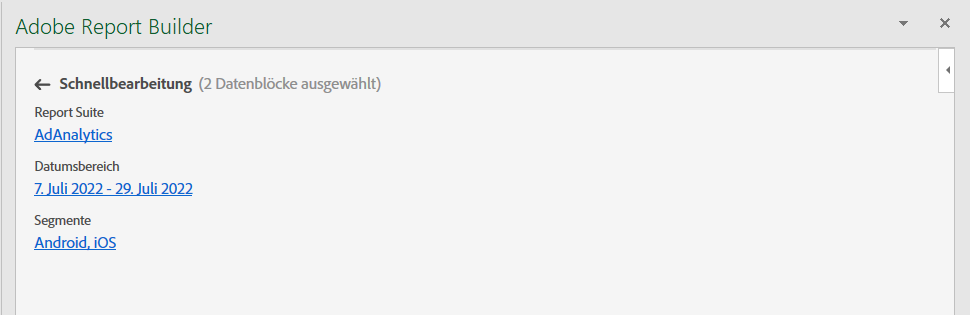 Adobe Report Builder
Schnellbearbeitung (2 Datenblöcke ausgewählt)
Report Suite
AdAnalytics
Datumsbereich
7. Juli 2022 - 29. Juli 2022
Segmente
Android, iOS